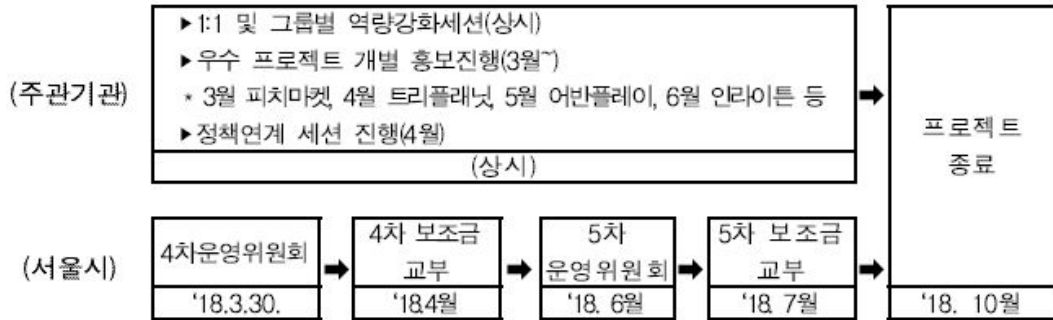 ▶1:1 및 그룹별 역량강화세션(상시)
▶우수 프로젝트 개별 홍보진행(3월~)
* 3월 피치마켓, 4월 트리플래닛, 5월 어반플레이, 6월 인라이튼 등
▶정책연계 세션 진행(4월)
(주관기관)
(상시)
프로젝트
종료
(서울시)
4차운영위원회
4차 보조금
교부
5차
운영위원회
5차 보조금
교부
‘18.3.30.
‘18.4월
‘18. 6월
‘18. 7월
‘18. 10월